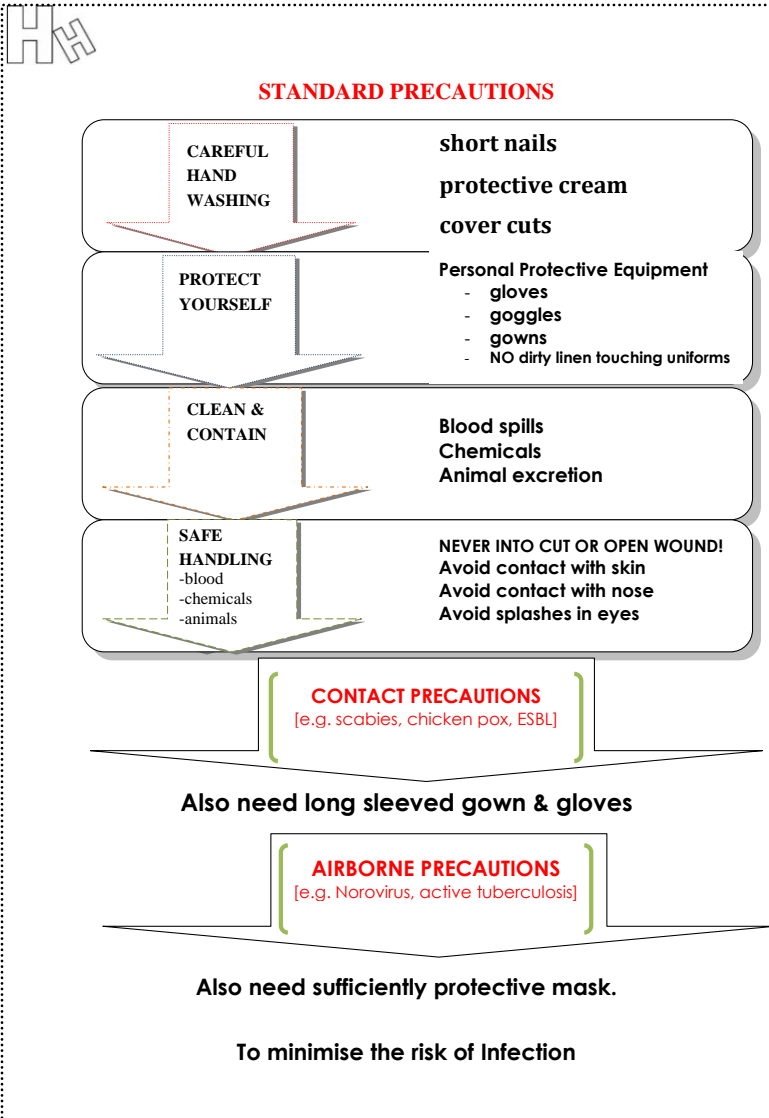 HH
STANDARD PRECAUTIONS
CAREFUL
HAND
WASHING
short nails
protective cream
cover cuts
PROTECT
YOURSELF
Personal Protective Equipment
- gloves
- goggles
- gowns
- NO dirty linen touching uniforms
CLEAN &
CONTAIN
Blood spills
Chemicals
Animal excretion
SAFE
HANDLING
-blood
-chemicals
-animals
NEVER INTO CUT OR OPEN WOUND!
Avoid contact with skin
Avoid contact with nose
Avoid splashes in eyes
CONTACT PRECAUTIONS
[e.g. scabies, chicken pox, ESBL]
Also need long sleeved gown & gloves
AIRBORNE PRECAUTIONS
[e.g. Norovirus, active tuberculosis]
Also need sufficiently protective mask.
To minimise the risk of Infection